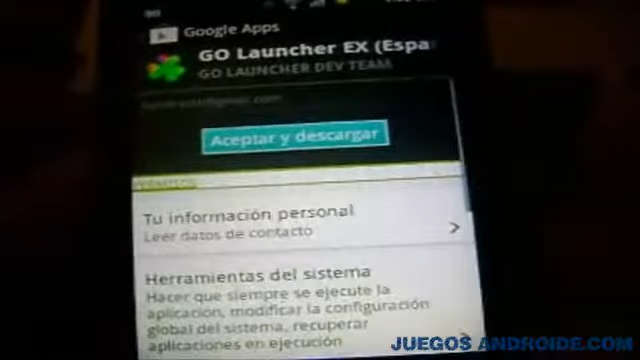 Google Apps
GO Launcher EX (Espa
GO LAUNCHER DEV TEAM
Aceptar y descargar
Tu información personal
Leer datos de contacto
Herramientas del sistema
Hacer que siempre se ejecute la
aplicación, modificar la configuración
global del sistema, recuperar
aplicaciones en ejecución
JUEGOS ANDROIDE.COM